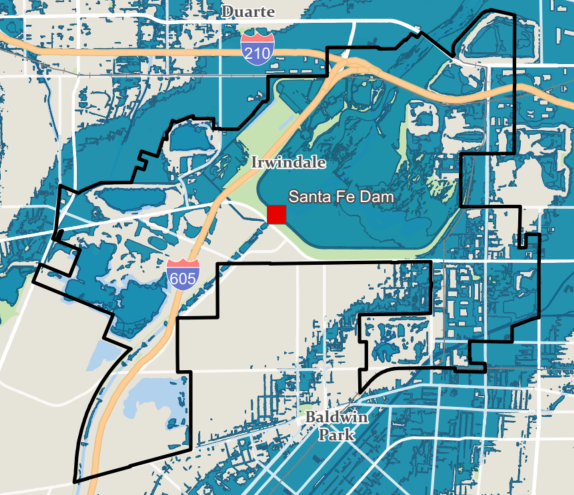 Duarte
210
Irwindale
Santa Fe Dam
605
Baldwin
Park